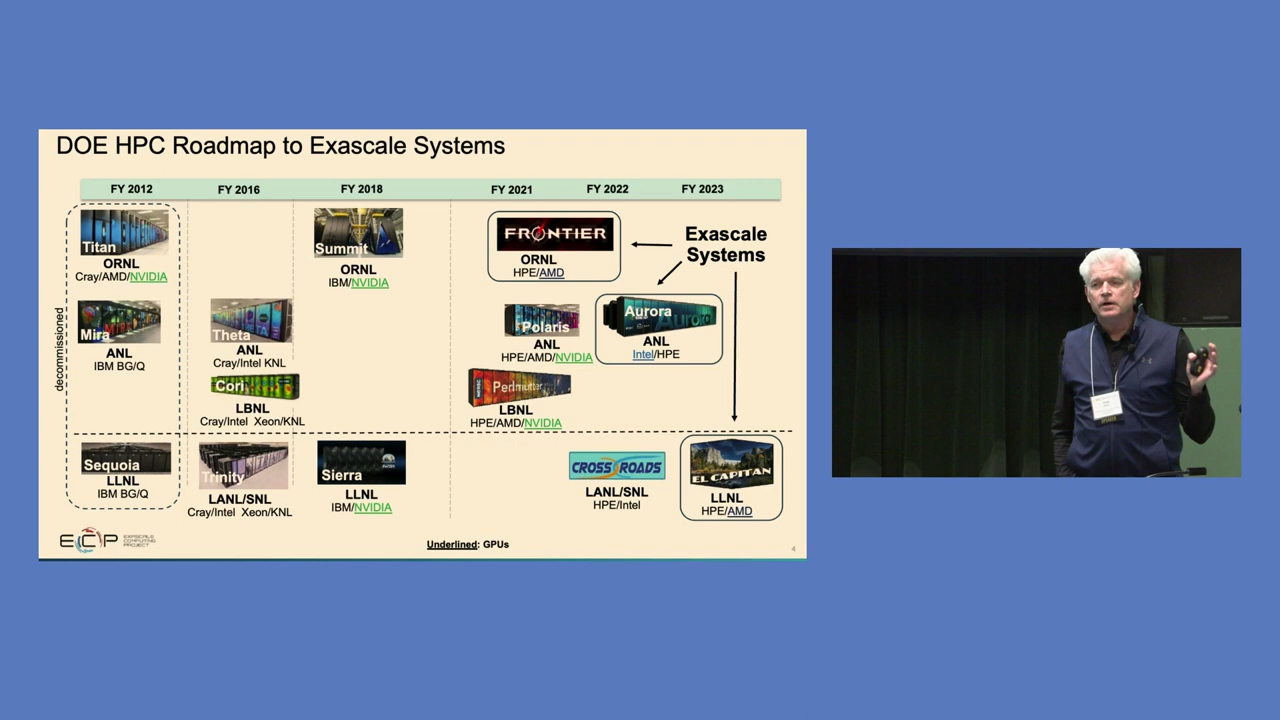 DOE HPC Roadmap to Exascale Systems
FY 2012 FY 2016 FY 2018 FY 2021 FY 2022 FY 2023
decommissioned
Titan
ORNL
Cray/AMD/NVIDIA
Mira
ANL
IBM BG/Q
Sequoia
LLNL
IBM BG/Q
Theta
ANL
Cray/Intel KNL
Cori
LBNL
Cray/Intel Xeon/KNL
Trinity
LANL/SNL
Cray/Intel Xeon/KNL
Summit
ORNL
IBM/NVIDIA
Sierra
LLNL
IBM/NVIDIA
FRONTIER
ORNL
HPE/AMD
Polaris
ANL
HPE/AMD/NVIDIA
Perlmutter
LBNL
HPE/AMD/NVIDIA
Exascale
Systems
Aurora
ANL
Intel/HPE
CROSSROADS
LANL/SNL
HPE/Intel
EL CAPITAN
LLNL
HPE/AMD
ECP
EXASCALE
COMPUTING
PROJECT
Underlined: GPUs
4